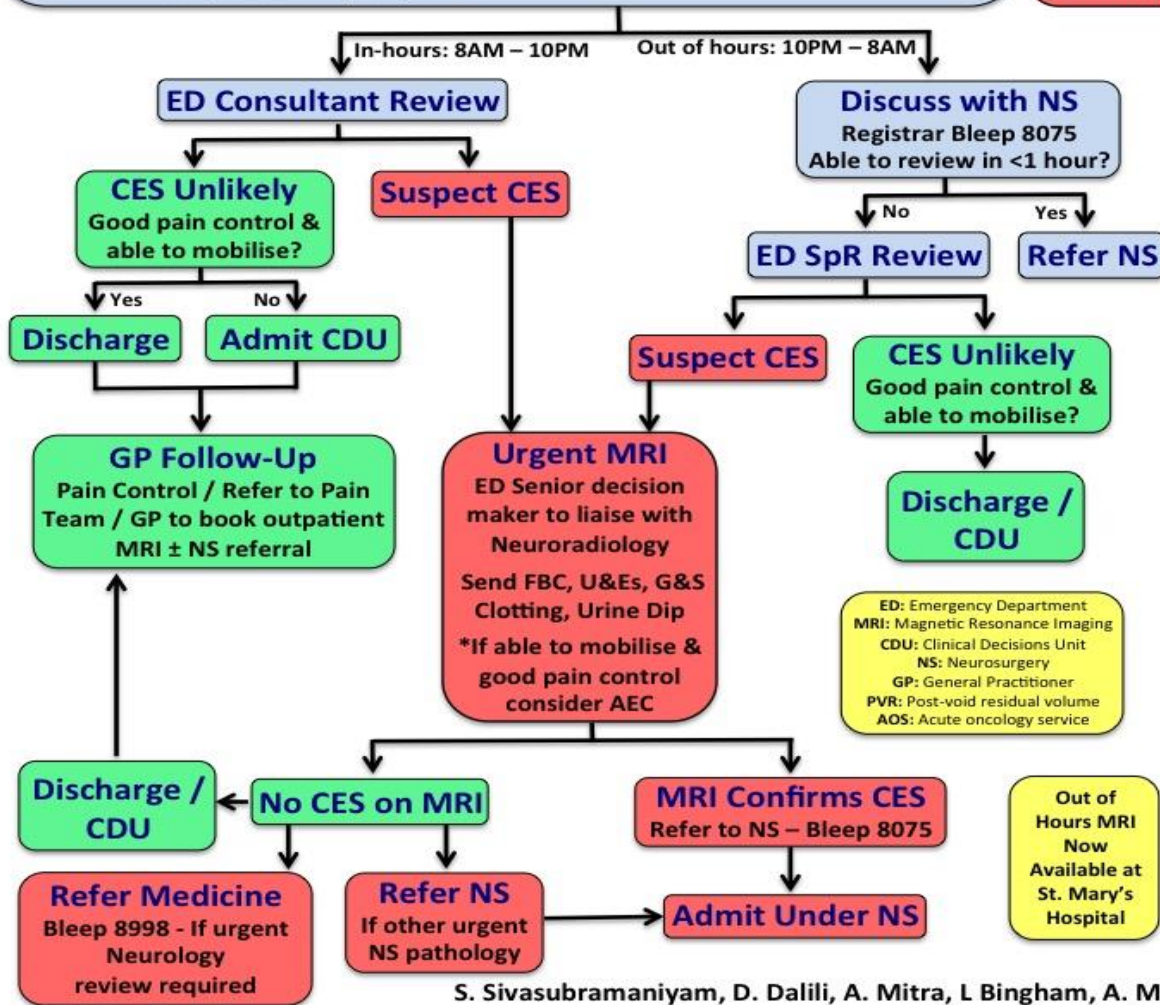 In-hours: 8AM – 10PM
Out of hours: 10PM – 8AM
ED Consultant Review
Discuss with NS
Registrar Bleep 8075
Able to review in <1 hour?
CES Unlikely
Good pain control &
able to mobilise?
Suspect CES
No
Yes
ED SpR Review
Refer NS
Yes
No
Discharge
Admit CDU
Suspect CES
CES Unlikely
Good pain control &
able to mobilise?
GP Follow-Up
Pain Control / Refer to Pain
Team / GP to book outpatient
MRI ± NS referral
Urgent MRI
ED Senior decision
maker to liaise with
Neuroradiology
Send FBC, U&Es, G&S
Clotting, Urine Dip
*If able to mobilise &
good pain control
consider AEC
Discharge /
CDU
ED: Emergency Department
MRI: Magnetic Resonance Imaging
CDU: Clinical Decisions Unit
NS: Neurosurgery
GP: General Practitioner
PVR: Post-void residual volume
AOS: Acute oncology service
Discharge /
CDU
No CES on MRI
MRI Confirms CES
Refer to NS – Bleep 8075
Out of
Hours MRI
Now
Available at
St. Mary's
Hospital
Refer Medicine
Bleep 8998 - If urgent
Neurology
review required
Refer NS
If other urgent
NS pathology
Admit Under NS
S. Sivasubramaniyam, D. Dalili, A. Mitra, L Bingham, A. M